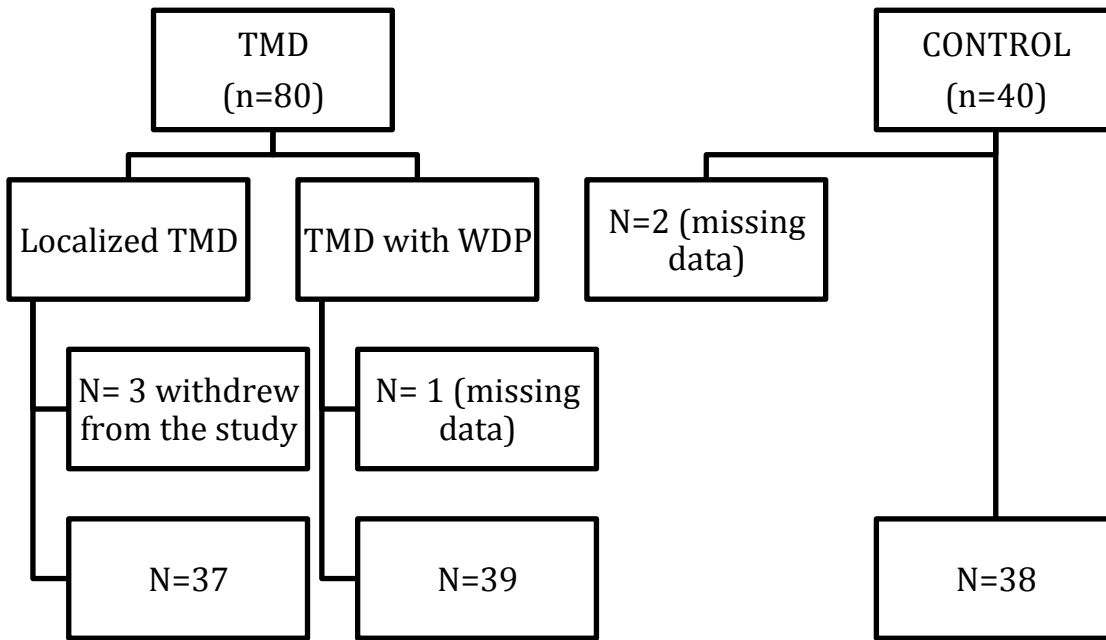 TMD
(n=80)
CONTROL
(n=40)
Localized TMD
TMD with WDP
N=2 (missing
data)
N= 3 withdrew
from the study
N= 1 (missing
data)
N=37
N=39
N=38